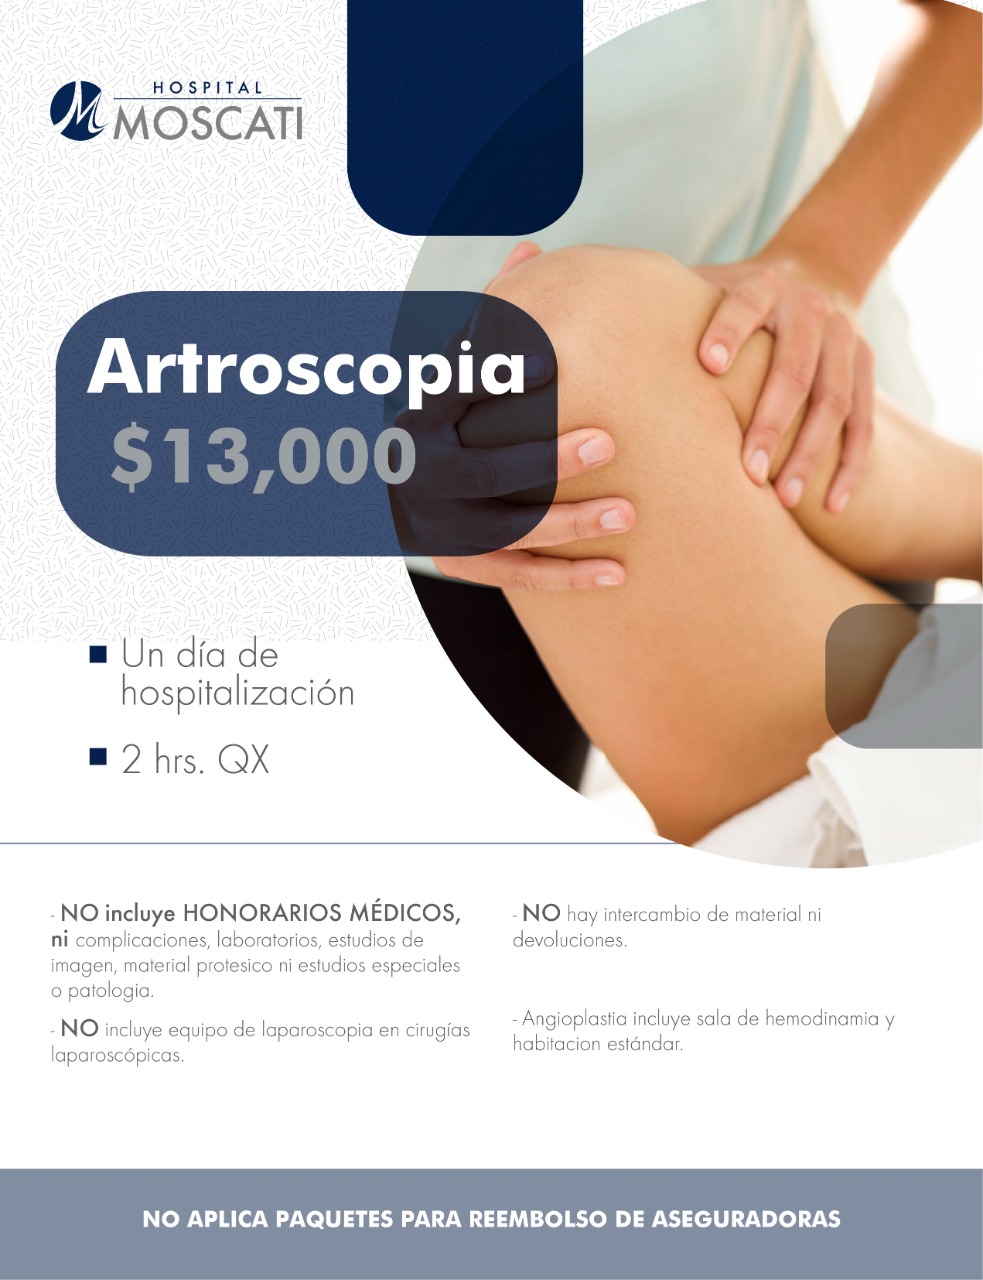 HOSPITAL
MOSCATI
Artroscopia
$13,000
Un día de
hospitalización
2 hrs. QX
- NO incluye HONORARIOS MÉDICOS,
ni complicaciones, laboratorios, estudios de
imagen, material protesico ni estudios especiales
o patologia.
- NO incluye equipo de laparoscopia en cirugías
laparoscópicas.
- NO hay intercambio de material ni
devoluciones.
- Angioplastia incluye sala de hemodinamia y
habitacion estándar.
NO APLICA PAQUETES PARA REEMBOLSO DE ASEGURADORAS